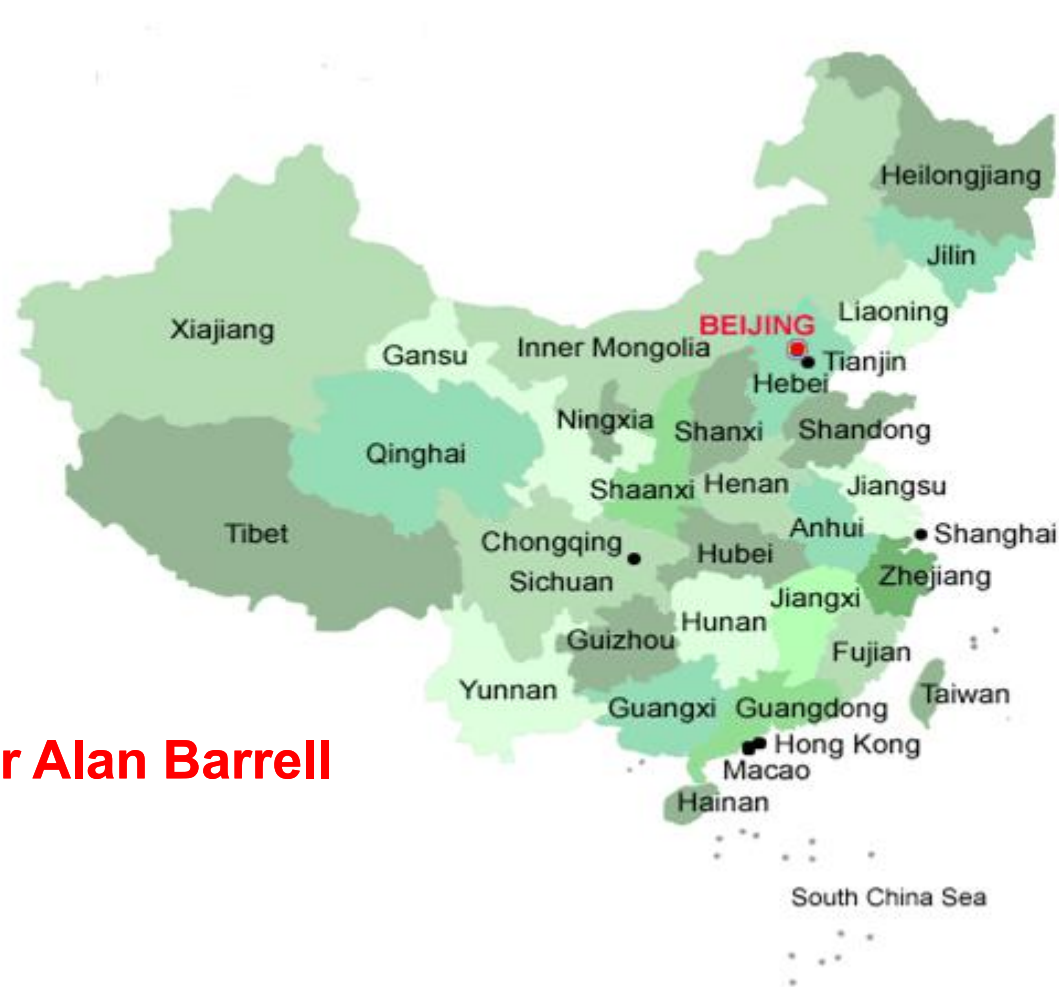 Heilongjiang
Jilin
Liaoning
BEIJING
Xiajiang
Gansu
Inner Mongolia
Tianjin
Hebei
Ningxia
Shanxi
Shandong
Qinghai
Shaanxi
Henan
Jiangsu
Tibet
Chongqing
Hubei
Anhui
Shanghai
Sichuan
Zhejiang
Jiangxi
Hunan
Guizhou
Fujian
Yunnan
Guangxi
Guangdong
Taiwan
r Alan Barrell
Hong Kong
Macao
Hainan
South China Sea